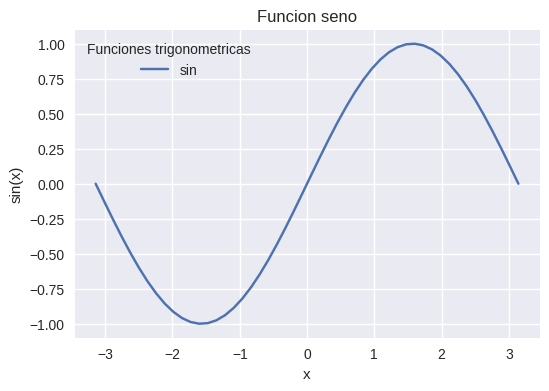 Funcion seno
1.00
Funciones trigonometricas
sin
0.75
0.50
0.25
0.00
−0.25
−0.50
−0.75
−1.00
sin(x)
−3 −2 −1 0 1 2 3
x